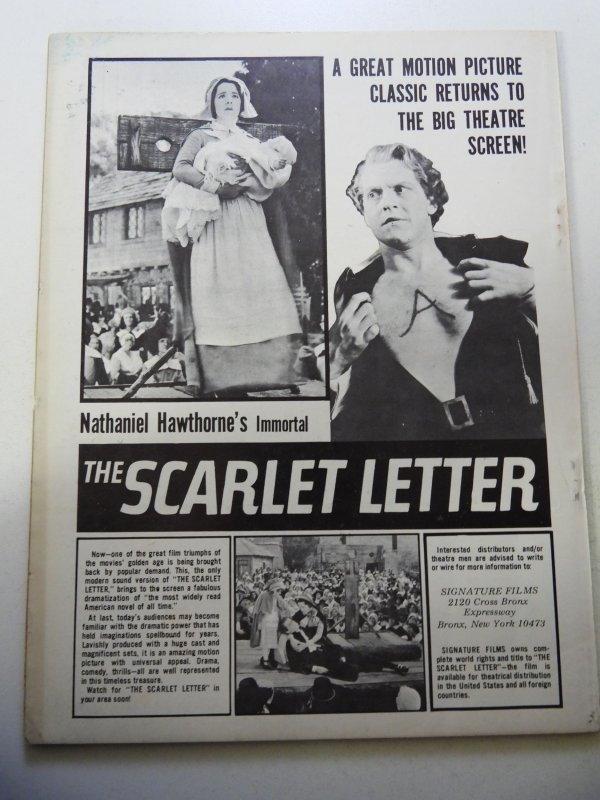 A GREAT MOTION PICTURE
CLASSIC RETURNS TO
THE BIG THEATRE
SCREEN!
A
Nathaniel Hawthorne's Immortal
THE SCARLET LETTER
Now—one of the great film triumphs of
the movies' golden age is being brought
back by popular demand. This, the only
modern sound version of "THE SCARLET
LETTER," brings to the screen a fabulous
dramatization of "the most widely read
American novel of all time."
At last, today's audiences may become
familiar with the dramatic power that has
held imaginations spellbound for years.
Lavishly produced with a huge cast and
magnificent sets, it is an amazing motion
picture with universal appeal. Drama,
comedy, thrills—all are well represented
in this timeless treasure.
Watch for "THE SCARLET LETTER" in
your area soon!
Interested distributors and/or
theatre men are advised to write
or wire for more information to:
SIGNATURE FILMS
2120 Cross Bronx
Expressway
Bronx, New York 10473
SIGNATURE FILMS owns com-
plete world rights and title to "THE
SCARLET LETTER"—the film is
available for theatrical distribution
in the United States and all foreign
countries.